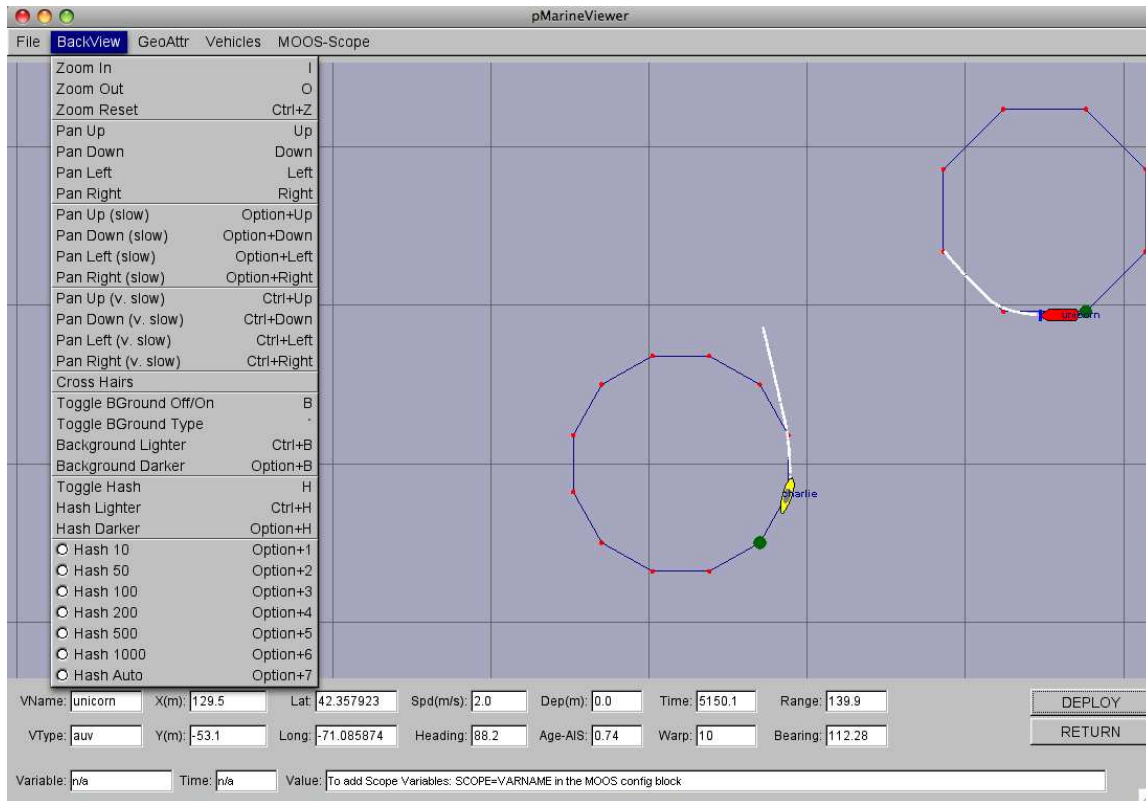 pMarineViewer
File BackView GeoAttr Vehicles MOOS-Scope
Zoom In I
Zoom Out O
Zoom Reset Ctrl+Z
Pan Up Up
Pan Down Down
Pan Left Left
Pan Right Right
Pan Up (slow) Option+Up
Pan Down (slow) Option+Down
Pan Left (slow) Option+Left
Pan Right (slow) Option+Right
Pan Up (v. slow) Ctrl+Up
Pan Down (v. slow) Ctrl+Down
Pan Left (v. slow) Ctrl+Left
Pan Right (v. slow) Ctrl+Right
Cross Hairs
Toggle BGround Off/On B
Toggle BGround Type `
Background Lighter Ctrl+B
Background Darker Option+B
Toggle Hash H
Hash Lighter Ctrl+H
Hash Darker Option+H
Hash 10 Option+1
Hash 50 Option+2
Hash 100 Option+3
Hash 200 Option+4
Hash 500 Option+5
Hash 1000 Option+6
Hash Auto Option+7
unicorn
charlie
VName: unicorn X(m): 129.5 Lat: 42.357923 Spd(m/s): 2.0 Dep(m): 0.0 Time: 5150.1 Range: 139.9 DEPLOY
VType: auv Y(m): -53.1 Long: -71.085874 Heading: 88.2 Age-AIS: 0.74 Warp: 10 Bearing: 112.28 RETURN
Variable: n/a Time: n/a Value: To add Scope Variables: SCOPE=VARNAME in the MOOS config block